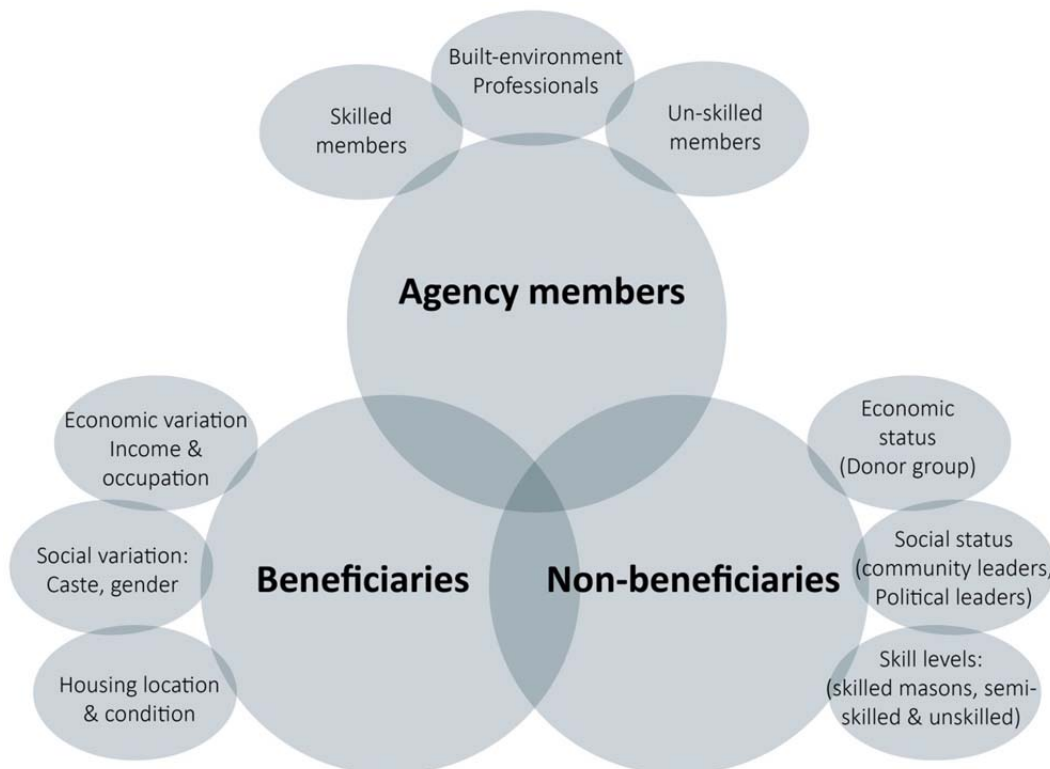 Built-environment
Professionals
Skilled
members
Un-skilled
members
Agency members
Economic variation
Income &
occupation
Social variation:
Caste, gender
Housing location
& condition
Beneficiaries
Non-beneficiaries
Economic
status
(Donor group)
Social status
(community leaders,
Political leaders)
Skill levels:
(skilled masons, semi-
skilled & unskilled)